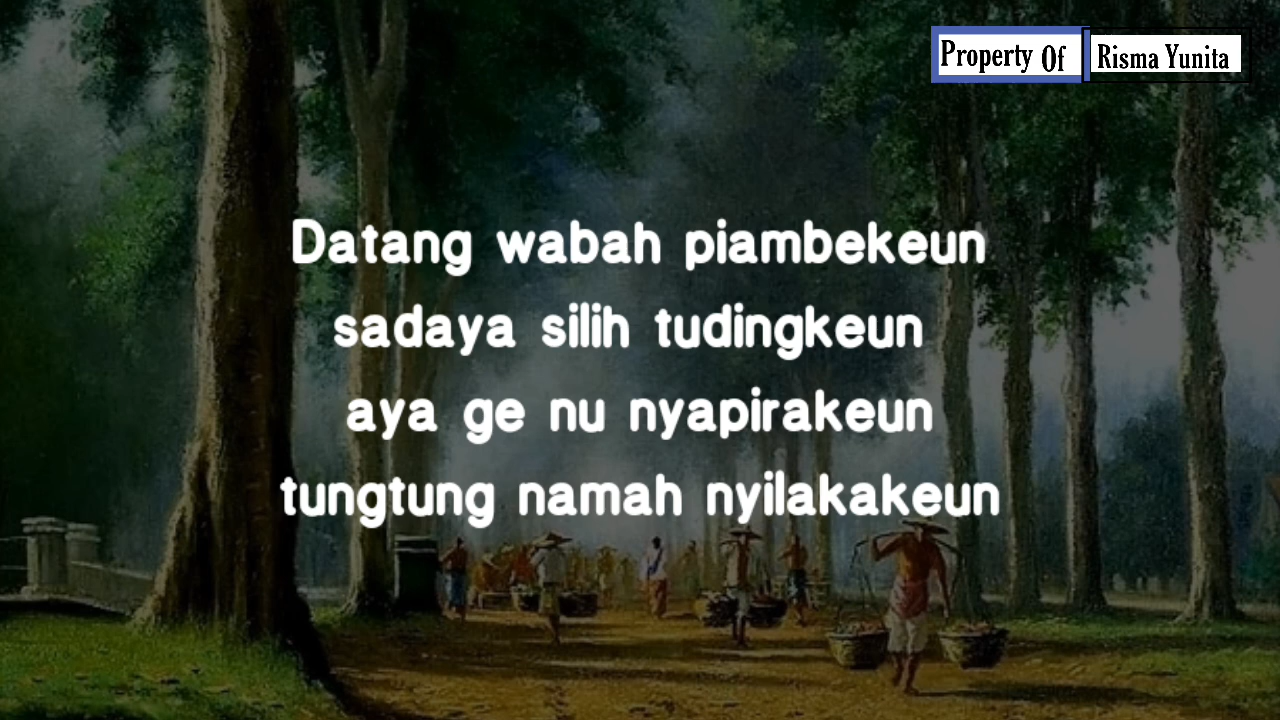 Property Of Risma Yunita
Datang wabah piambekeun
sadaya silih tudingkeun
aya ge nu nyapirakeun
tungtung namah nyilakakeun